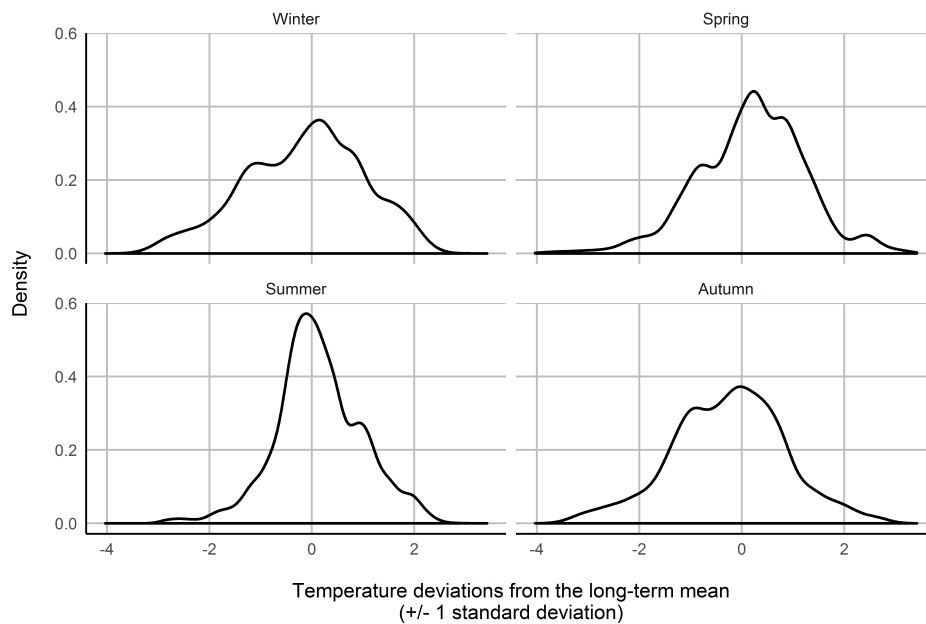 Winter
Spring
0.6
0.4
0.2
0.0
Density
Summer
Autumn
0.6
0.4
0.2
0.0
-4
-2
0
2
-4
-2
0
2
Temperature deviations from the long-term mean
(+/- 1 standard deviation)